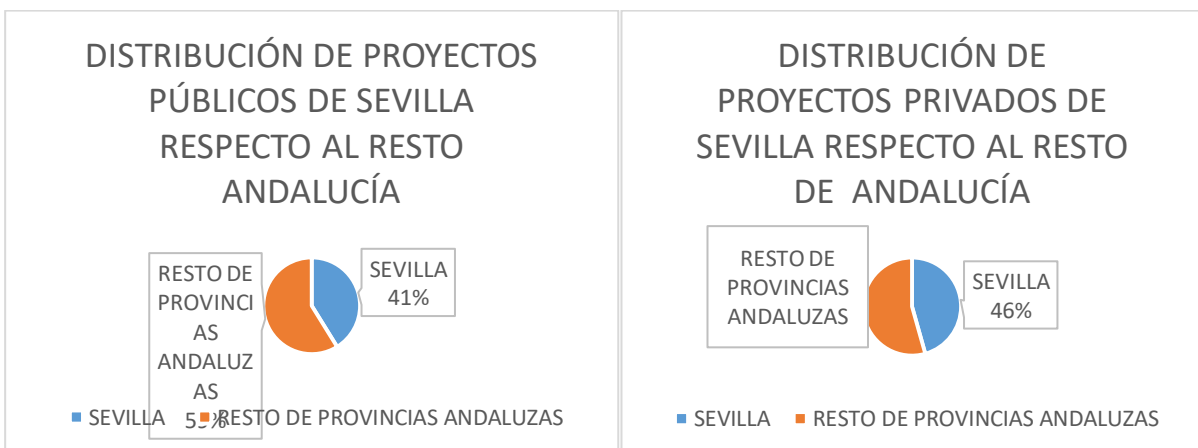 DISTRIBUCIÓN DE PROYECTOS
PÚBLICOS DE SEVILLA
RESPECTO AL RESTO
ANDALUCÍA
RESTO DE
PROVINCI
AS
ANDALUZ
AS
SEVILLA
41%
SEVILLA
RESTO DE PROVINCIAS ANDALUZAS
DISTRIBUCIÓN DE
PROYECTOS PRIVADOS DE
SEVILLA RESPECTO AL RESTO
DE ANDALUCÍA
RESTO DE
PROVINCIAS
ANDALUZAS
SEVILLA
46%
SEVILLA
RESTO DE PROVINCIAS ANDALUZAS